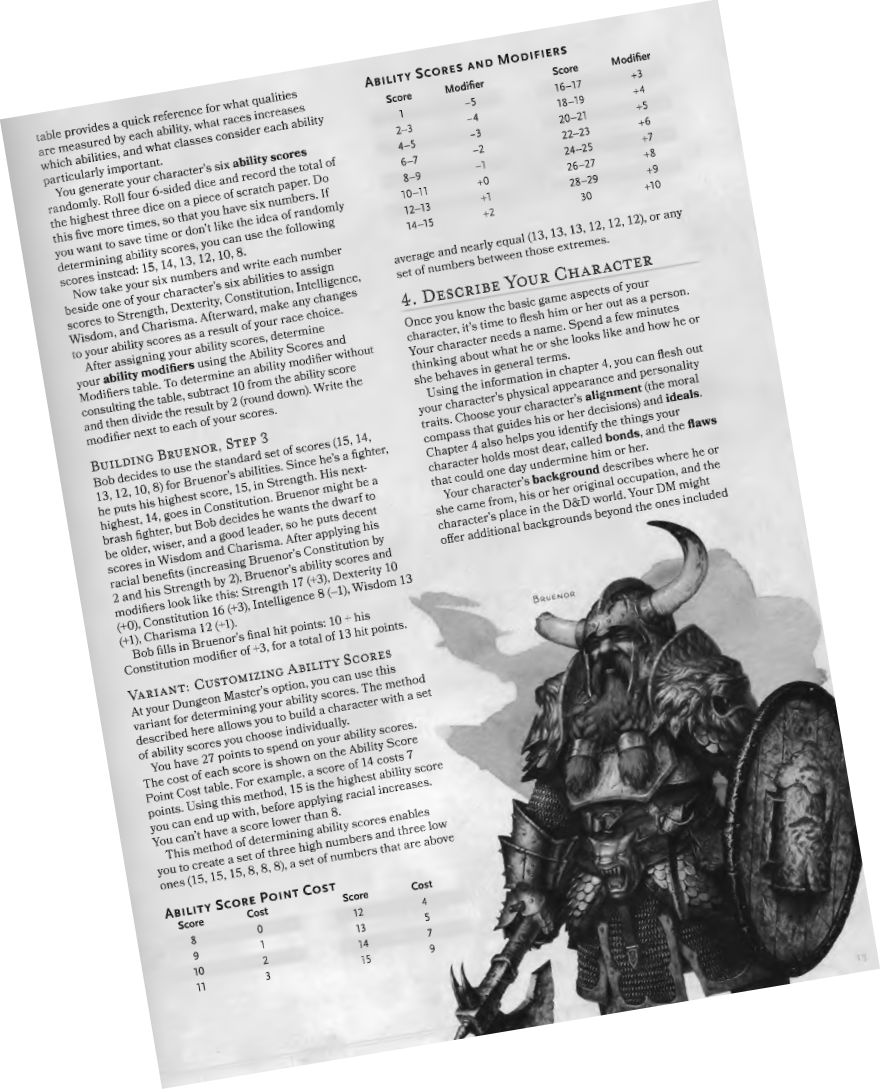 table provides a quick reference for what qualities
are measured by each ability, what races increases
which abilities, and what classes consider each ability
particularly important.
You generate your character's six ability scores
randomly. Roll four 6-sided dice and record the total of
the highest three dice on a piece of scratch paper. Do
this five more times, so that you have six numbers. If
you want to save time or don't like the idea of randomly
determining ability scores, you can use the following
scores instead: 15, 14, 13, 12, 10, 8.
Now take your six numbers and write each number
beside one of your character's six abilities to assign
scores to Strength, Dexterity, Constitution, Intelligence,
Wisdom, and Charisma. Afterward, make any changes
to your ability scores as a result of your race choice.
After assigning your ability scores, determine
your ability modifiers using the Ability Scores and
Modifiers table. To determine an ability modifier without
consulting the table, subtract 10 from the ability score
and then divide the result by 2 (round down). Write the
modifier next to each of your scores.
BUILDING BRUENOR, STEP 3
Bob decides to use the standard set of scores (15, 14,
13, 12, 10, 8) for Bruenor's abilities. Since he's a fighter,
he puts his highest score, 15, in Strength. His next-
highest, 14, goes in Constitution. Bruenor might be a
brash fighter, but Bob decides he wants the dwarf to
be older, wiser, and a good leader, so he puts decent
scores in Wisdom and Charisma. After applying his
racial benefits (increasing Bruenor's Constitution by
2 and his Strength by 2), Bruenor's ability scores and
modifiers look like this: Strength 17 (+3), Dexterity 10
(+0), Constitution 16 (+3), Intelligence 8 (−1), Wisdom 13
(+1), Charisma 12 (+1).
Bob fills in Bruenor's final hit points: 10 + his
Constitution modifier of +3, for a total of 13 hit points.
VARIANT: CUSTOMIZING ABILITY SCORES
At your Dungeon Master's option, you can use this
variant for determining your ability scores. The method
described here allows you to build a character with a set
of ability scores you choose individually.
You have 27 points to spend on your ability scores.
The cost of each score is shown on the Ability Score
Point Cost table. For example, a score of 14 costs 7
points. Using this method, 15 is the highest ability score
you can end up with, before applying racial increases.
You can't have a score lower than 8.
This method of determining ability scores enables
you to create a set of three high numbers and three low
ones (15, 15, 15, 8, 8, 8), a set of numbers that are above
ABILITY SCORE POINT COST
Score Cost Score Cost
8 0 12 4
9 1 13 5
10 2 14 7
11 3 15 9
ABILITY SCORES AND MODIFIERS
Score Modifier Score Modifier
1 −5 16–17 +3
2–3 −4 18–19 +4
4–5 −3 20–21 +5
6–7 −2 22–23 +6
8–9 −1 24–25 +7
10–11 +0 26–27 +8
12–13 +1 28–29 +9
14–15 +2 30 +10
average and nearly equal (13, 13, 13, 12, 12, 12), or any
set of numbers between those extremes.
4. DESCRIBE YOUR CHARACTER
Once you know the basic game aspects of your
character, it's time to flesh him or her out as a person.
Your character needs a name. Spend a few minutes
thinking about what he or she looks like and how he or
she behaves in general terms.
Using the information in chapter 4, you can flesh out
your character's physical appearance and personality
traits. Choose your character's alignment (the moral
compass that guides his or her decisions) and ideals.
Chapter 4 also helps you identify the things your
character holds most dear, called bonds, and the flaws
that could one day undermine him or her.
Your character's background describes where he or
she came from, his or her original occupation, and the
character's place in the D&D world. Your DM might
offer additional backgrounds beyond the ones included
BRUENOR